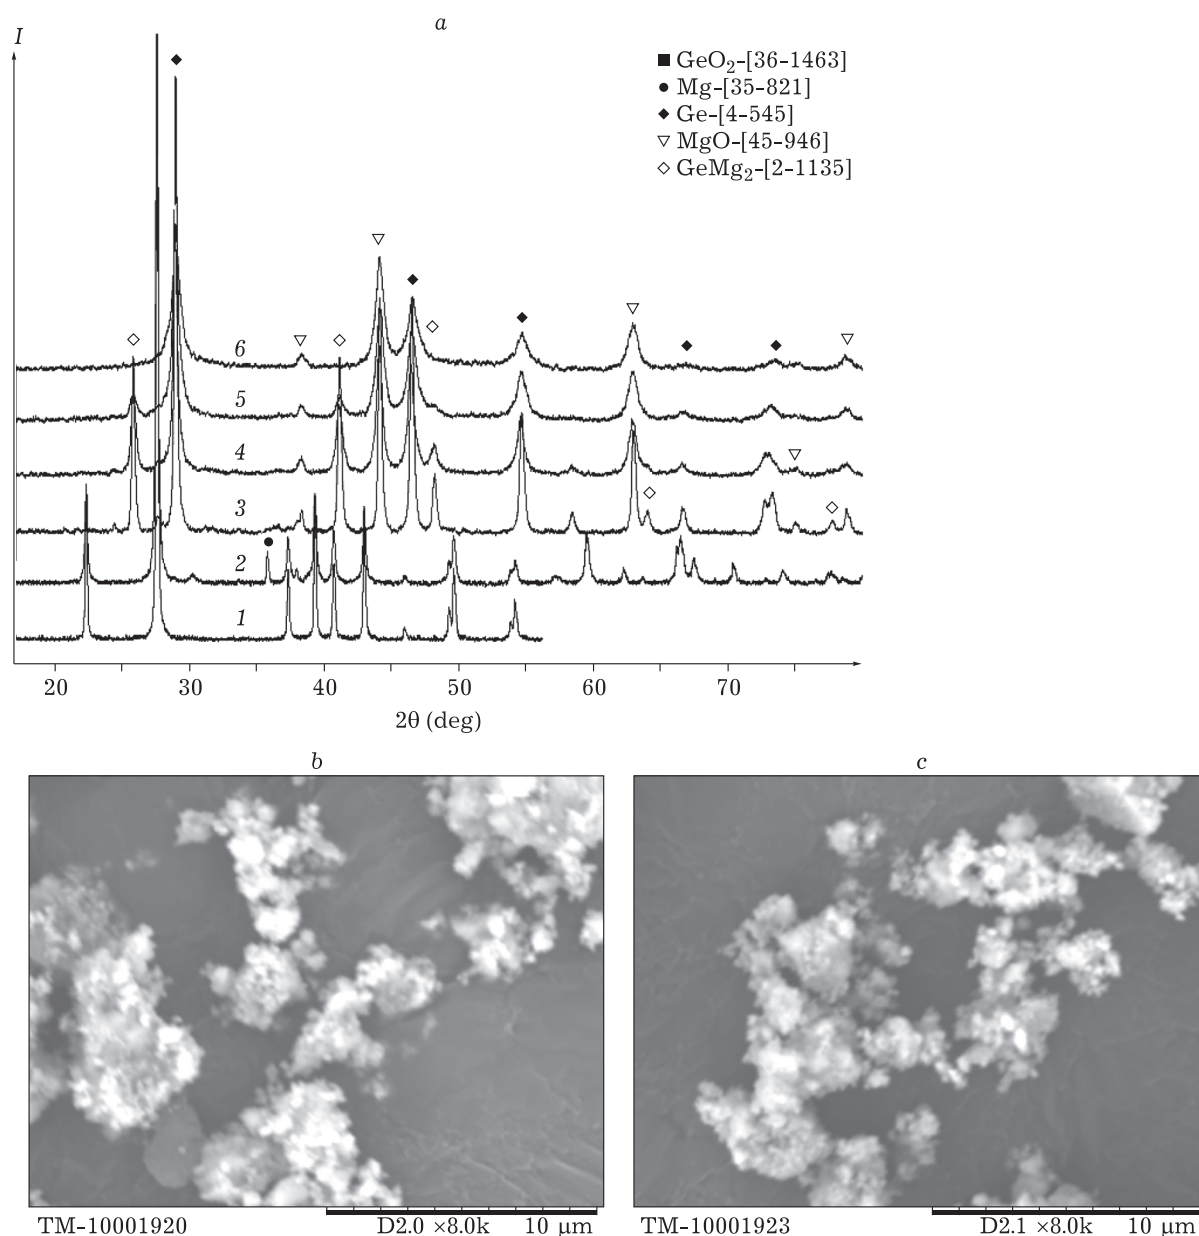 a
I
GeO₂-[36-1463]
Mg-[35-821]
Ge-[4-545]
MgO-[45-946]
GeMg₂-[2-1135]
6
5
4
3
2
1
20 30 40 50 60 70
2θ (deg)
b
c
TM-10001920 D2.0 ×8.0k 10 μm
TM-10001923 D2.1 ×8.0k 10 μm